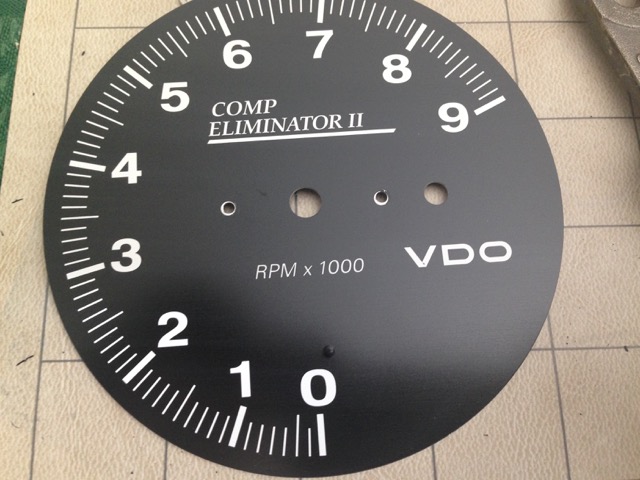 7
6
8
5
9
COMP
ELIMINATOR II
4
3
VDO
RPM x 1000
2
1
0